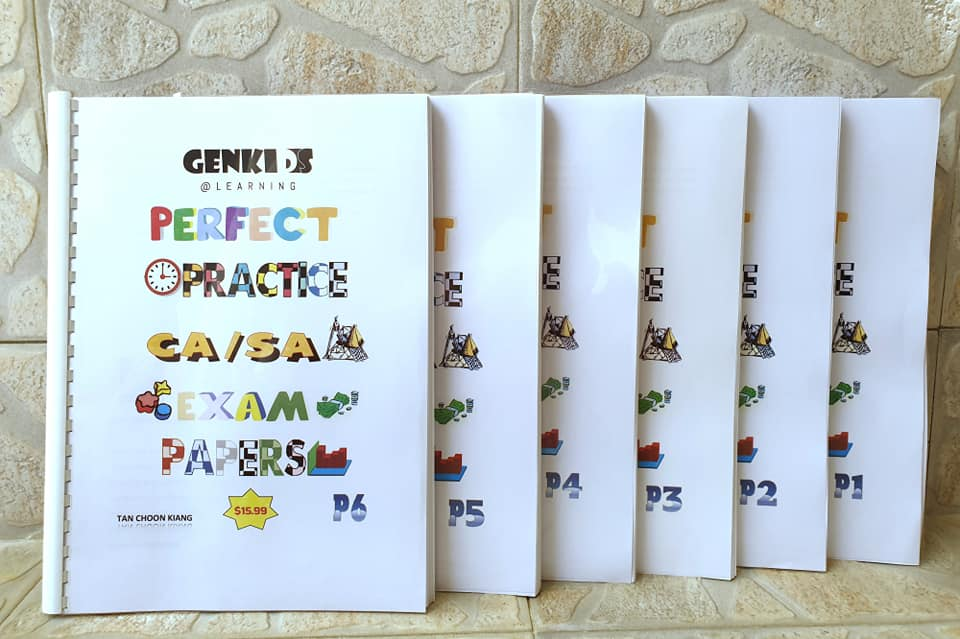 GENKIDS
@LEARNING
PERFECT
PRACTICE
CA/SA
EXAM
PAPERS
$15.99
TAN CHOON KIANG
P6
P5
P4
P3
P2
P1